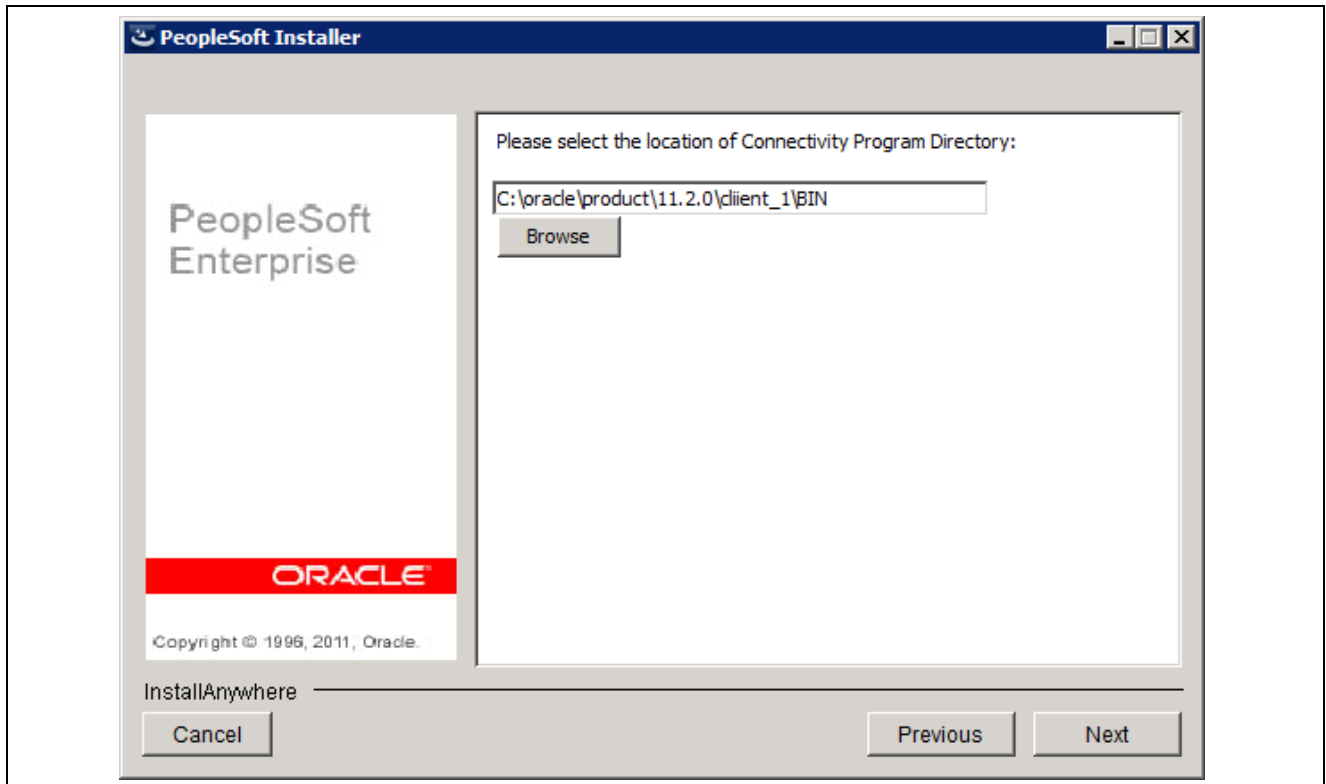 PeopleSoft Installer
Please select the location of Connectivity Program Directory:
C:\oracle\product\11.2.0\cliient_1\BIN
Browse
PeopleSoft
Enterprise
ORACLE
Copyright © 1996, 2011, Oracle.
InstallAnywhere
Cancel
Previous
Next